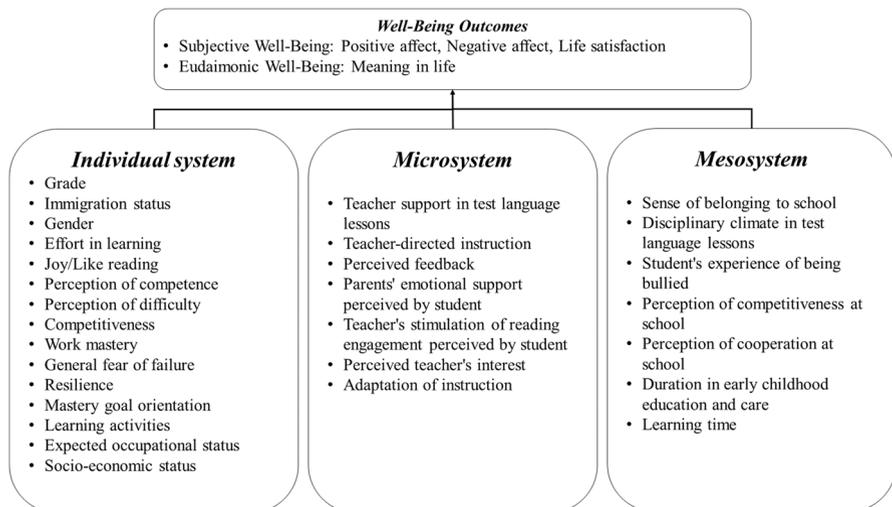 Well-Being Outcomes
• Subjective Well-Being: Positive affect, Negative affect, Life satisfaction
• Eudaimonic Well-Being: Meaning in life
Individual system
• Grade
• Immigration status
• Gender
• Effort in learning
• Joy/Like reading
• Perception of competence
• Perception of difficulty
• Competitiveness
• Work mastery
• General fear of failure
• Resilience
• Mastery goal orientation
• Learning activities
• Expected occupational status
• Socio-economic status
Microsystem
• Teacher support in test language
lessons
• Teacher-directed instruction
• Perceived feedback
• Parents' emotional support
perceived by student
• Teacher's stimulation of reading
engagement perceived by student
• Perceived teacher's interest
• Adaptation of instruction
Mesosystem
• Sense of belonging to school
• Disciplinary climate in test
language lessons
• Student's experience of being
bullied
• Perception of competitiveness at
school
• Perception of cooperation at
school
• Duration in early childhood
education and care
• Learning time